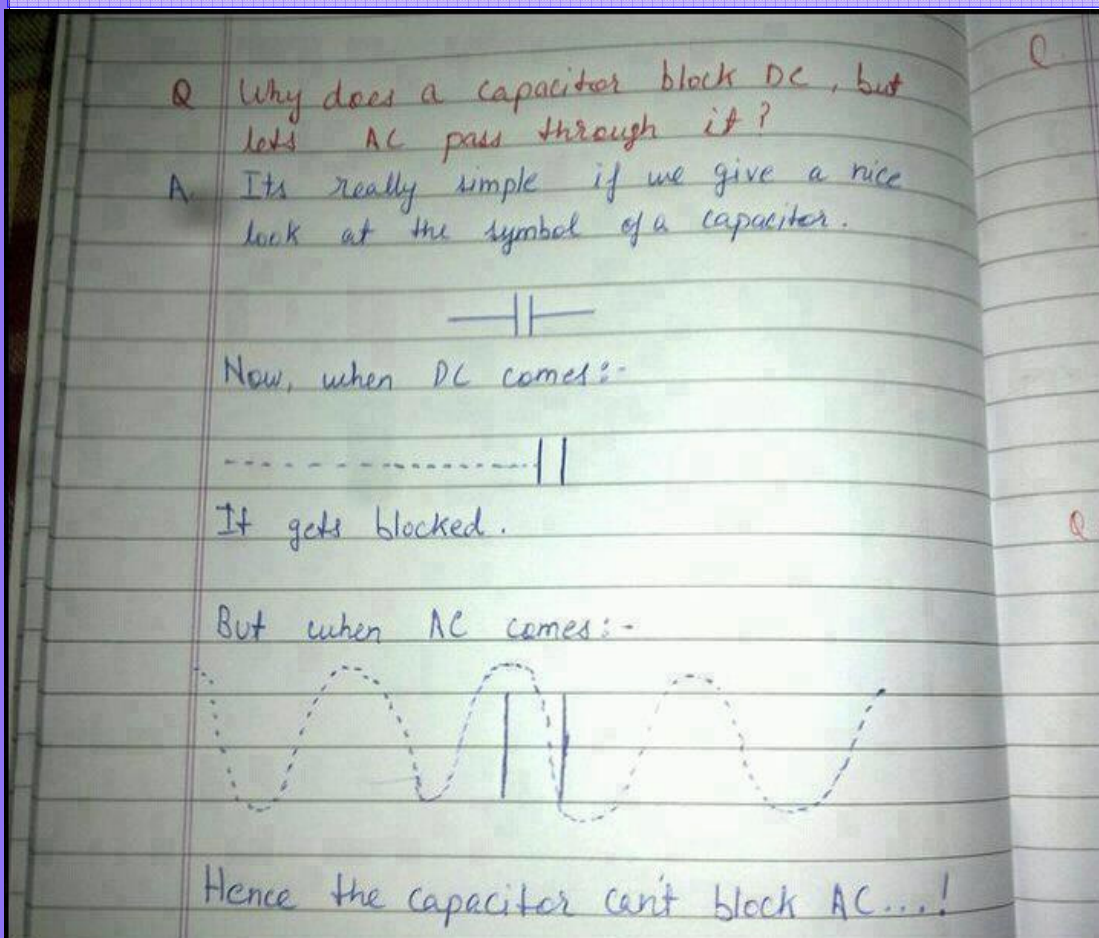 Q Why does a capacitor block DC, but
lets AC pass through it?
A. Its really simple if we give a nice
look at the symbol of a capacitor.
Now, when DC comes:-
It gets blocked.
But when AC comes:-
Hence the capacitor can't block AC...!
Q.
Q